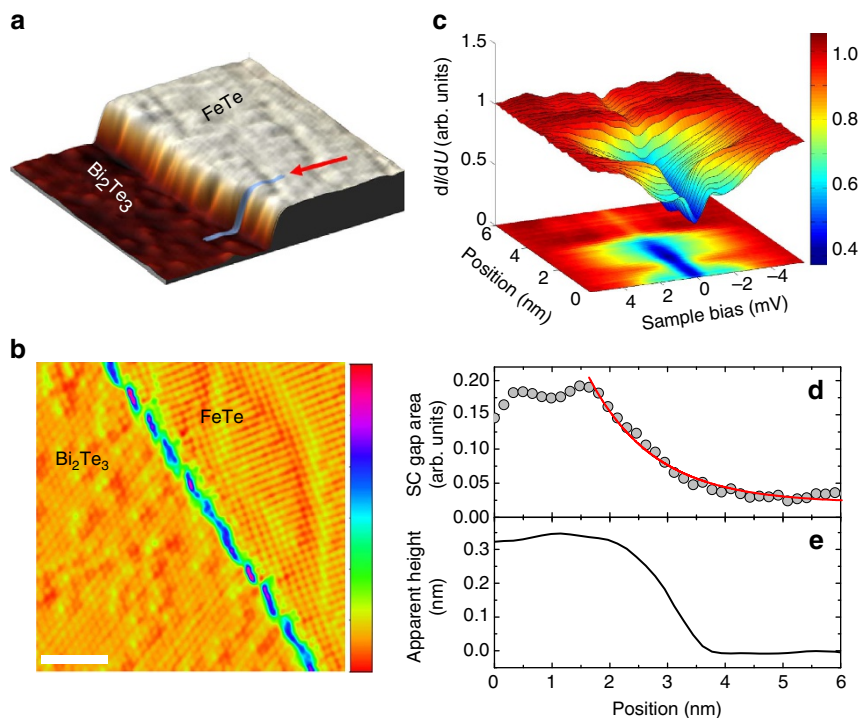 a
FeTe
Bi2Te3
b
FeTe
Bi2Te3
c
1.5
1
0.5
0
dI/dU (arb. units)
6
4
2
0
Position (nm)
4
2
0
−2
−4
Sample bias (mV)
1.0
0.8
0.6
0.4
d
0.20
0.15
0.10
0.05
0.00
SC gap area
(arb. units)
e
0.3
0.2
0.1
0.0
Apparent height
(nm)
0 1 2 3 4 5 6
Position (nm)